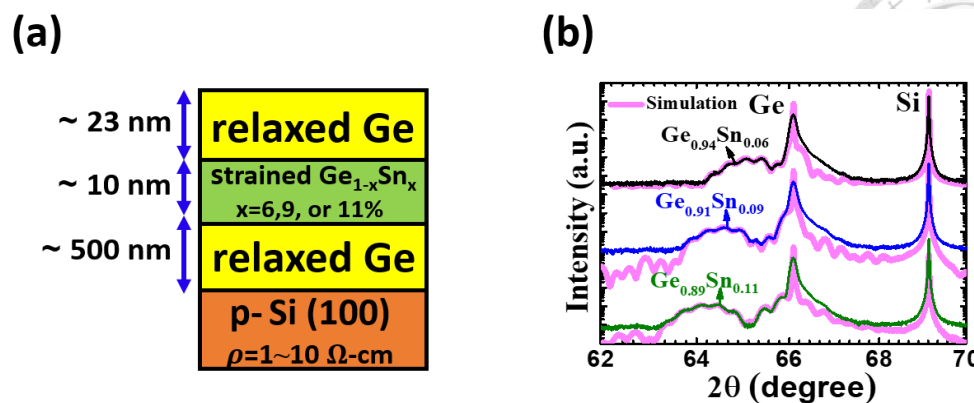 (a)
~ 23 nm
relaxed Ge
~ 10 nm
strained Ge₁₋ₓSnₓ
x=6,9, or 11%
~ 500 nm
relaxed Ge
p- Si (100)
ρ=1~10 Ω-cm
(b)
Simulation
Ge
Si
Ge₀.₉₄Sn₀.₀₆
Ge₀.₉₁Sn₀.₀₉
Ge₀.₈₉Sn₀.₁₁
Intensity (a.u.)
62 64 66 68 70
2θ (degree)